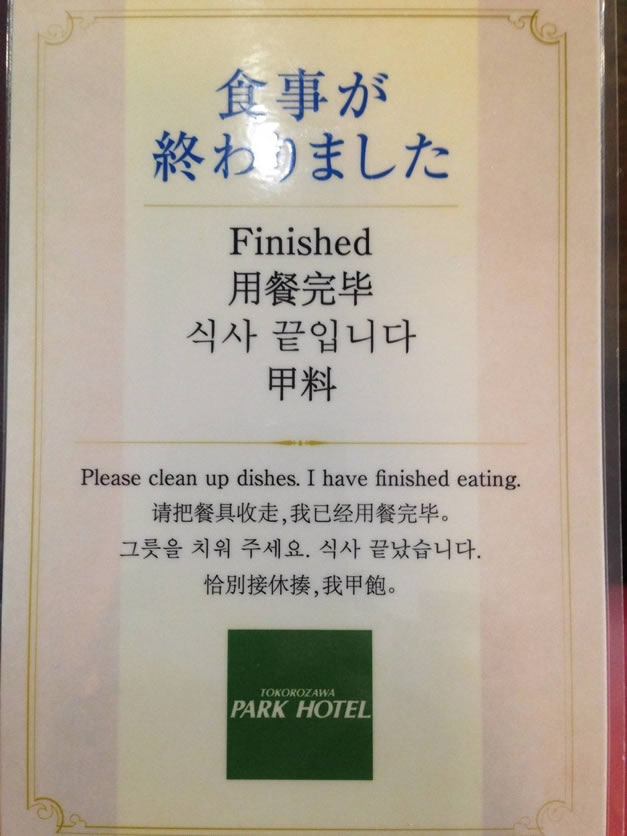 食事が
終わりました
Finished
用餐完毕
식사 끝입니다
甲料
Please clean up dishes. I have finished eating.
请把餐具收走,我已经用餐完毕。
그릇을 치워 주세요. 식사 끝났습니다.
恰別接休揍,我甲飽。
TOKOROZAWA
PARK HOTEL